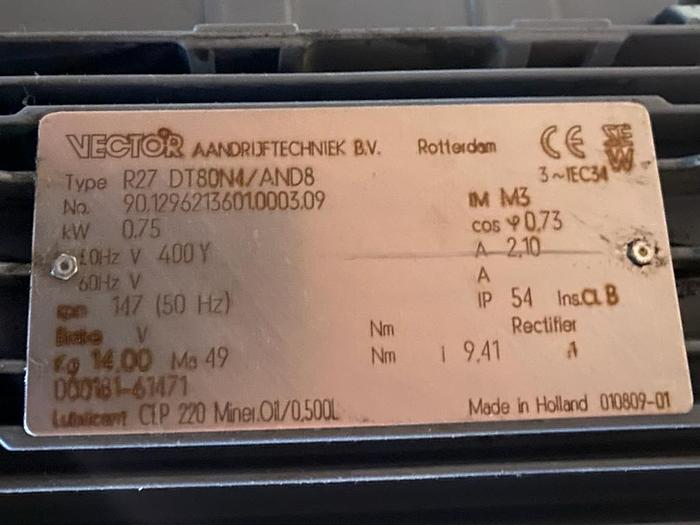 VECTOR AANDRIJFTECHNIEK B.V. Rotterdam CE SEW
3~IEC34
Type R27 DT80N4/AND8 IM M3
No. 90.1296213601.0003.09 cos φ 0,73
kW 0,75 A 2,10
50Hz V 400Y A
60Hz V
rpm 147 (50 Hz) IP 54 Ins.Cl.B
Brake V Nm Rectifier
Kg 14.00 Ma 49 Nm i 9,41
000181-61471
Lubricant CLP 220 Miner.Oil/0,500L Made in Holland 010809-01